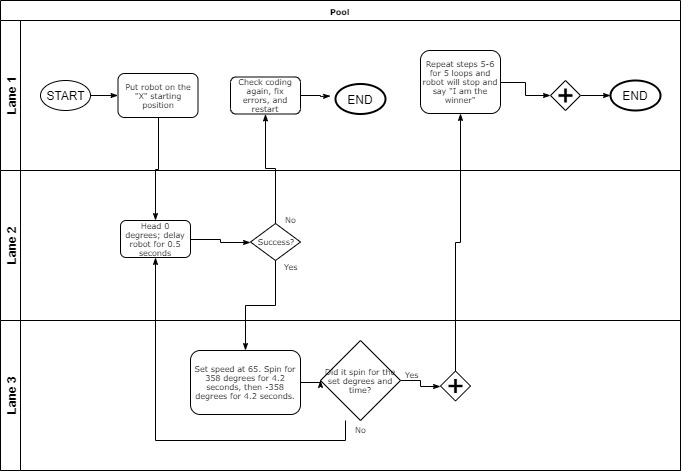 Pool
Lane 1
START
Put robot on the
"X" starting
position
Check coding
again, fix
errors, and
restart
END
Repeat steps 5-6
for 5 loops and
robot will stop and
say "I am the
winner"
END
Lane 2
Head 0
degrees; delay
robot for 0.5
seconds
Success?
No
Yes
Lane 3
Set speed at 65. Spin for
358 degrees for 4.2
seconds, then -358
degrees for 4.2 seconds.
Did it spin for the
set degrees and
time?
Yes
No